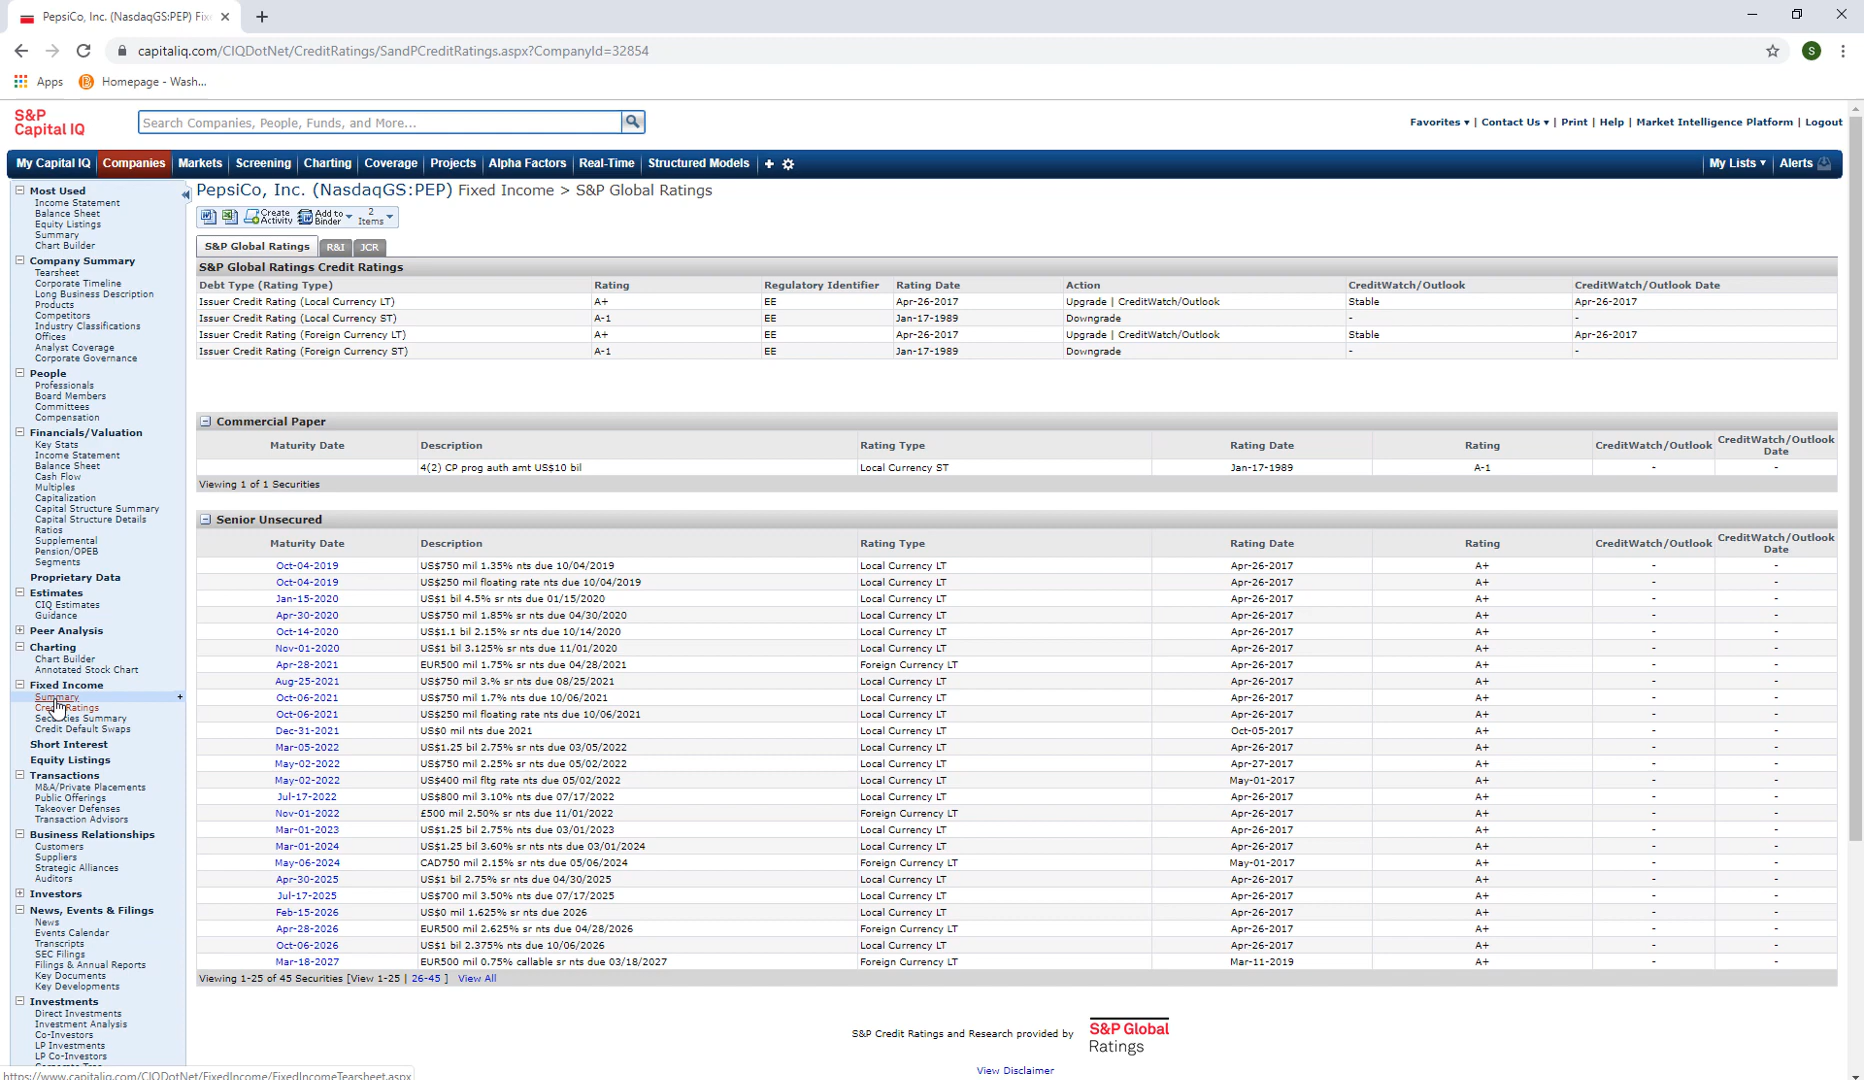 PepsiCo, Inc. (NasdaqGS:PEP) Fix
capitaliq.com/CIQDotNet/CreditRatings/SandPCreditRatings.aspx?CompanyId=32854
S
Apps
Homepage - Wash...
S&P Capital IQ
Search Companies, People, Funds, and More...
Favorites | Contact Us | Print | Help | Market Intelligence Platform | Logout
My Capital IQ Companies Markets Screening Charting Coverage Projects Alpha Factors Real-Time Structured Models My Lists Alerts
Most Used
Income Statement
Balance Sheet
Equity Listings
Summary
Chart Builder
Company Summary
Tearsheet
Corporate Timeline
Long Business Description
Products
Competitors
Industry Classifications
Offices
Analyst Coverage
Corporate Governance
People
Professionals
Board Members
Committees
Compensation
Financials/Valuation
Key Stats
Income Statement
Balance Sheet
Cash Flow
Multiples
Capitalization
Capital Structure Summary
Capital Structure Details
Ratios
Supplemental
Pension/OPEB
Segments
Proprietary Data
Estimates
CIQ Estimates
Guidance
Peer Analysis
Charting
Chart Builder
Annotated Stock Chart
Fixed Income
Summary
Ratings
Securities Summary
Credit Default Swaps
Short Interest
Equity Listings
Transactions
M&A/Private Placements
Public Offerings
Takeover Defenses
Transaction Advisors
Business Relationships
Customers
Suppliers
Strategic Alliances
Auditors
Investors
News, Events & Filings
News
Events Calendar
Transcripts
SEC Filings
Filings & Annual Reports
Key Documents
Key Developments
Investments
Direct Investments
Investment Analysis
Co-Investors
LP Investments
LP Co-Investors
https://www.capitaliq.com/CIQDotNet/FixedIncome/FixedIncomeTearsheet.aspx
PepsiCo, Inc. (NasdaqGS:PEP) Fixed Income > S&P Global Ratings
Create Activity Add to Binder 2 Items
S&P Global Ratings R&I JCR
S&P Global Ratings Credit Ratings
Debt Type (Rating Type) Rating Regulatory Identifier Rating Date Action CreditWatch/Outlook CreditWatch/Outlook Date
Issuer Credit Rating (Local Currency LT) A+ EE Apr-26-2017 Upgrade | CreditWatch/Outlook Stable Apr-26-2017
Issuer Credit Rating (Local Currency ST) A-1 EE Jan-17-1989 Downgrade - -
Issuer Credit Rating (Foreign Currency LT) A+ EE Apr-26-2017 Upgrade | CreditWatch/Outlook Stable Apr-26-2017
Issuer Credit Rating (Foreign Currency ST) A-1 EE Jan-17-1989 Downgrade - -
Commercial Paper
Maturity Date Description Rating Type Rating Date Rating CreditWatch/Outlook CreditWatch/Outlook Date
4(2) CP prog auth amt US$10 bil Local Currency ST Jan-17-1989 A-1 - -
Viewing 1 of 1 Securities
Senior Unsecured
Maturity Date Description Rating Type Rating Date Rating CreditWatch/Outlook CreditWatch/Outlook Date
Oct-04-2019 US$750 mil 1.35% nts due 10/04/2019 Local Currency LT Apr-26-2017 A+ - -
Oct-04-2019 US$250 mil floating rate nts due 10/04/2019 Local Currency LT Apr-26-2017 A+ - -
Jan-15-2020 US$1 bil 4.5% sr nts due 01/15/2020 Local Currency LT Apr-26-2017 A+ - -
Apr-30-2020 US$750 mil 1.85% sr nts due 04/30/2020 Local Currency LT Apr-26-2017 A+ - -
Oct-14-2020 US$1.1 bil 2.15% sr nts due 10/14/2020 Local Currency LT Apr-26-2017 A+ - -
Nov-01-2020 US$1 bil 3.125% sr nts due 11/01/2020 Local Currency LT Apr-26-2017 A+ - -
Apr-28-2021 EUR500 mil 1.75% sr nts due 04/28/2021 Foreign Currency LT Apr-26-2017 A+ - -
Aug-25-2021 US$750 mil 3.% sr nts due 08/25/2021 Local Currency LT Apr-26-2017 A+ - -
Oct-06-2021 US$750 mil 1.7% nts due 10/06/2021 Local Currency LT Apr-26-2017 A+ - -
Oct-06-2021 US$250 mil floating rate nts due 10/06/2021 Local Currency LT Apr-26-2017 A+ - -
Dec-31-2021 US$0 mil nts due 2021 Local Currency LT Oct-05-2017 A+ - -
Mar-05-2022 US$1.25 bil 2.75% sr nts due 03/05/2022 Local Currency LT Apr-26-2017 A+ - -
May-02-2022 US$750 mil 2.25% sr nts due 05/02/2022 Local Currency LT Apr-27-2017 A+ - -
May-02-2022 US$400 mil fltg rate nts due 05/02/2022 Local Currency LT May-01-2017 A+ - -
Jul-17-2022 US$800 mil 3.10% nts due 07/17/2022 Local Currency LT Apr-26-2017 A+ - -
Nov-01-2022 £500 mil 2.50% sr nts due 11/01/2022 Foreign Currency LT Apr-26-2017 A+ - -
Mar-01-2023 US$1.25 bil 2.75% nts due 03/01/2023 Local Currency LT Apr-26-2017 A+ - -
Mar-01-2024 US$1.25 bil 3.60% sr nts nts due 03/01/2024 Local Currency LT Apr-26-2017 A+ - -
May-06-2024 CAD750 mil 2.15% sr nts due 05/06/2024 Foreign Currency LT May-01-2017 A+ - -
Apr-30-2025 US$1 bil 2.75% sr nts due 04/30/2025 Local Currency LT Apr-26-2017 A+ - -
Jul-17-2025 US$700 mil 3.50% nts due 07/17/2025 Local Currency LT Apr-26-2017 A+ - -
Feb-15-2026 US$0 mil 1.625% sr nts due 2026 Local Currency LT Apr-26-2017 A+ - -
Apr-28-2026 EUR500 mil 2.625% sr nts due 04/28/2026 Foreign Currency LT Apr-26-2017 A+ - -
Oct-06-2026 US$1 bil 2.375% nts due 10/06/2026 Local Currency LT Apr-26-2017 A+ - -
Mar-18-2027 EUR500 mil 0.75% callable sr nts due 03/18/2027 Foreign Currency LT Mar-11-2019 A+ - -
Viewing 1-25 of 45 Securities [View 1-25 | 26-45 ] View All
S&P Credit Ratings and Research provided by S&P Global Ratings
View Disclaimer